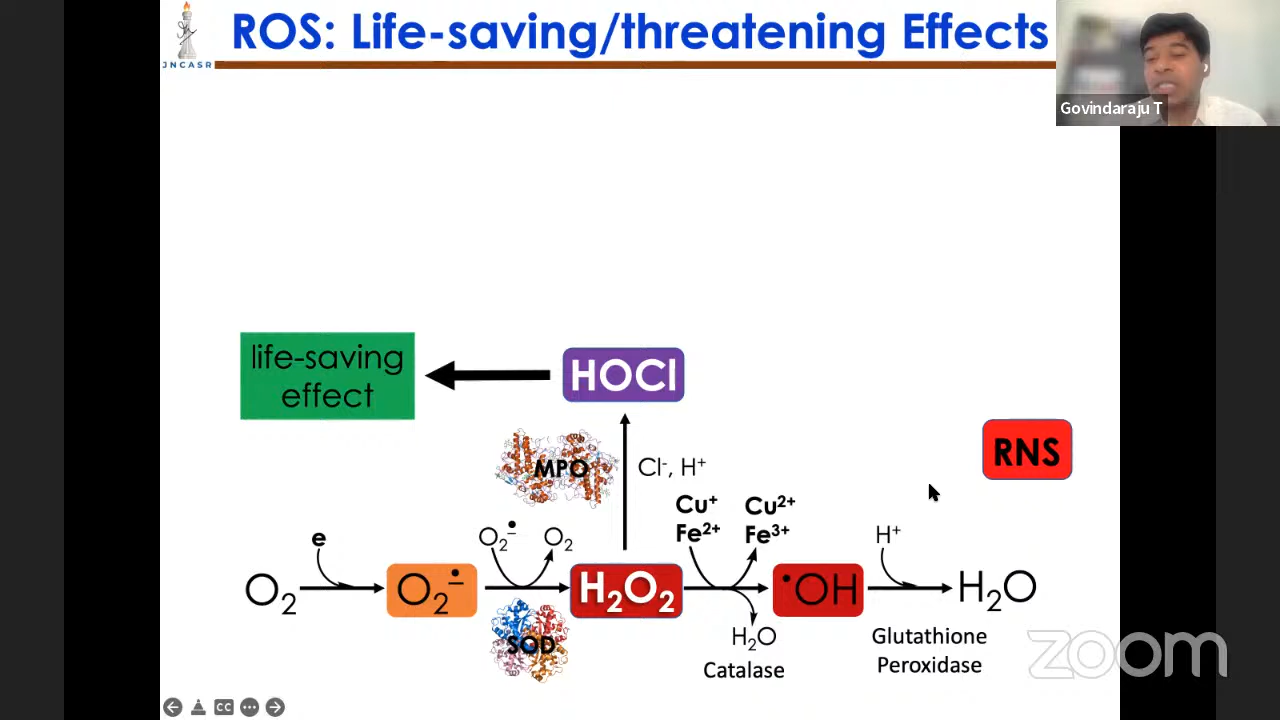 ROS: Life-saving/threatening Effects
JNCASR
Govindaraju T
life-saving
effect
HOCl
RNS
MPO
Cl⁻, H⁺
Cu⁺
Cu²⁺
Fe²⁺
Fe³⁺
e
O₂•⁻
O₂
H⁺
O₂
O₂•⁻
H₂O₂
•OH
H₂O
SOD
H₂O
Catalase
Glutathione
Peroxidase
zoom
CC